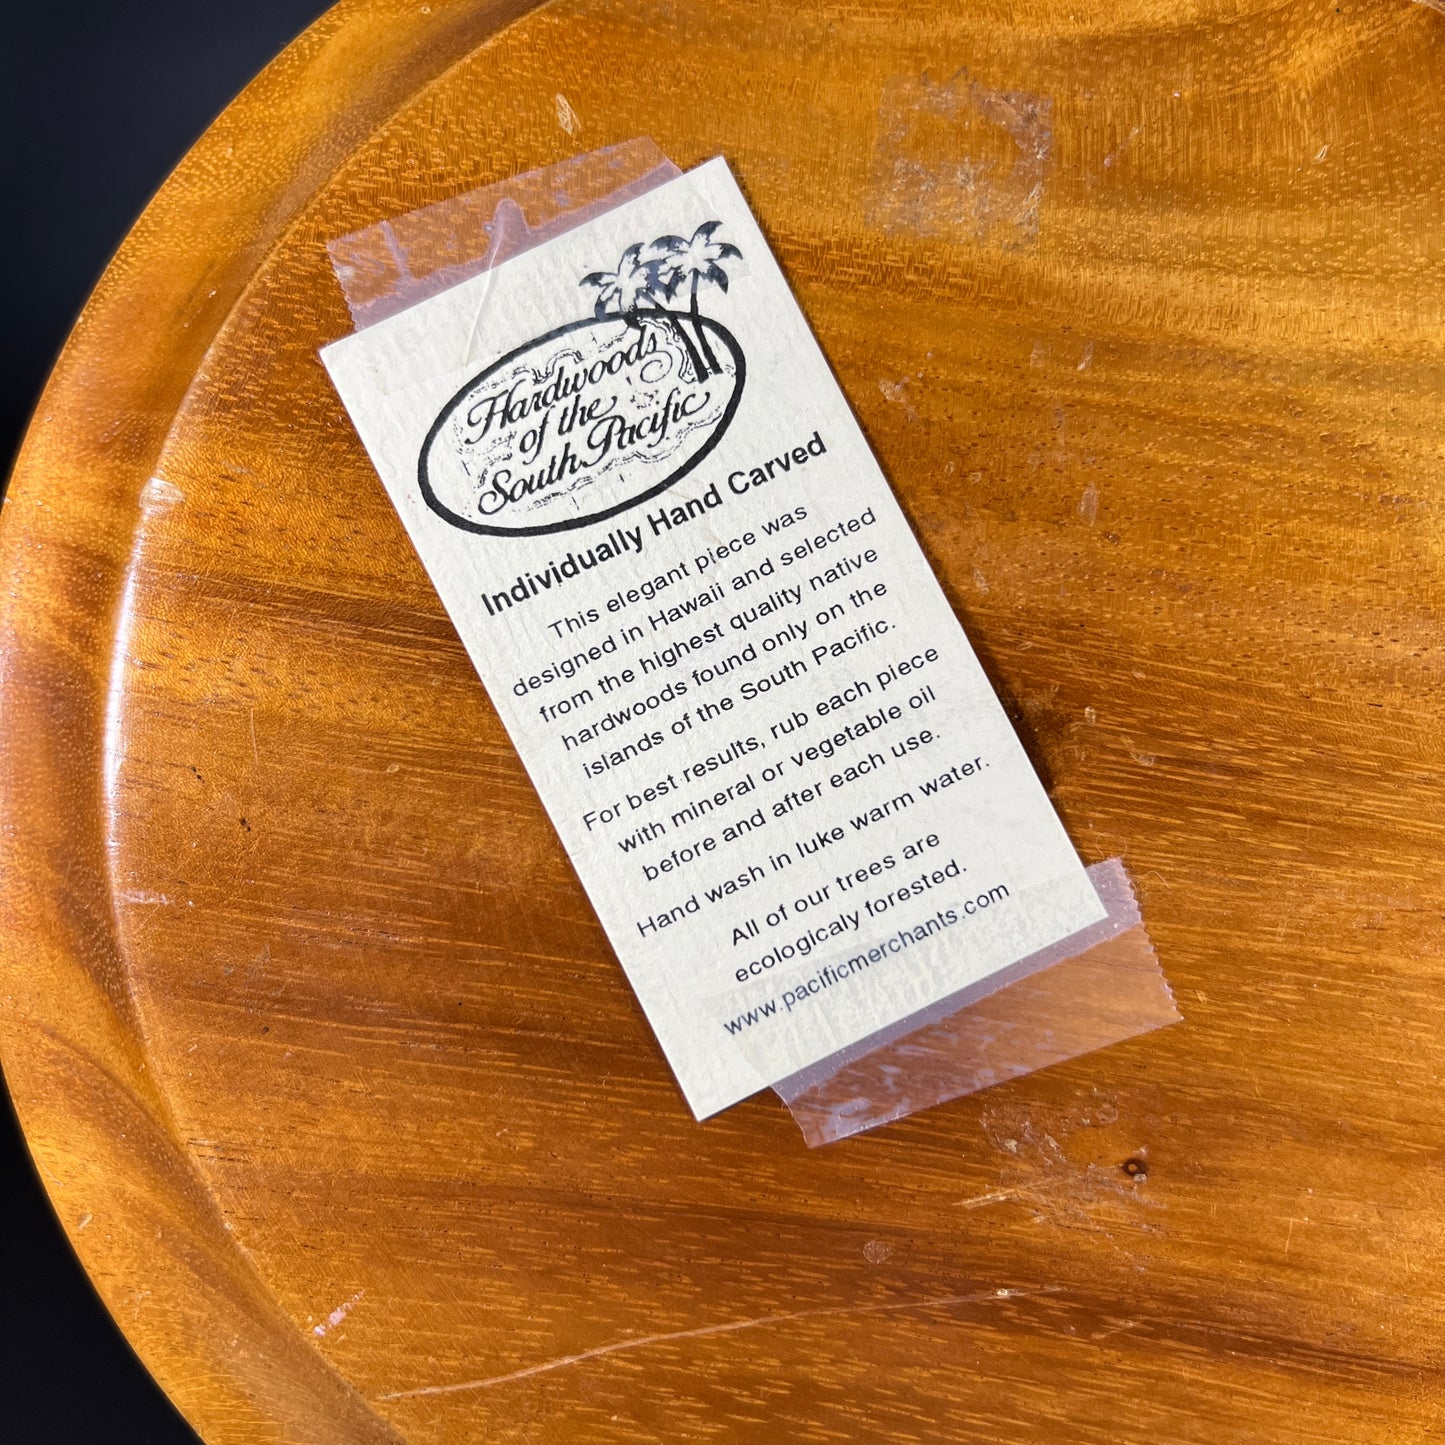 Hardwoods
of the
South Pacific
Individually Hand Carved
This elegant piece was
designed in Hawaii and selected
from the highest quality native
hardwoods found only on the
islands of the South Pacific.
For best results, rub each piece
with mineral or vegetable oil
before and after each use.
Hand wash in luke warm water.
All of our trees are
ecologicaly forested.
www.pacificmerchants.com